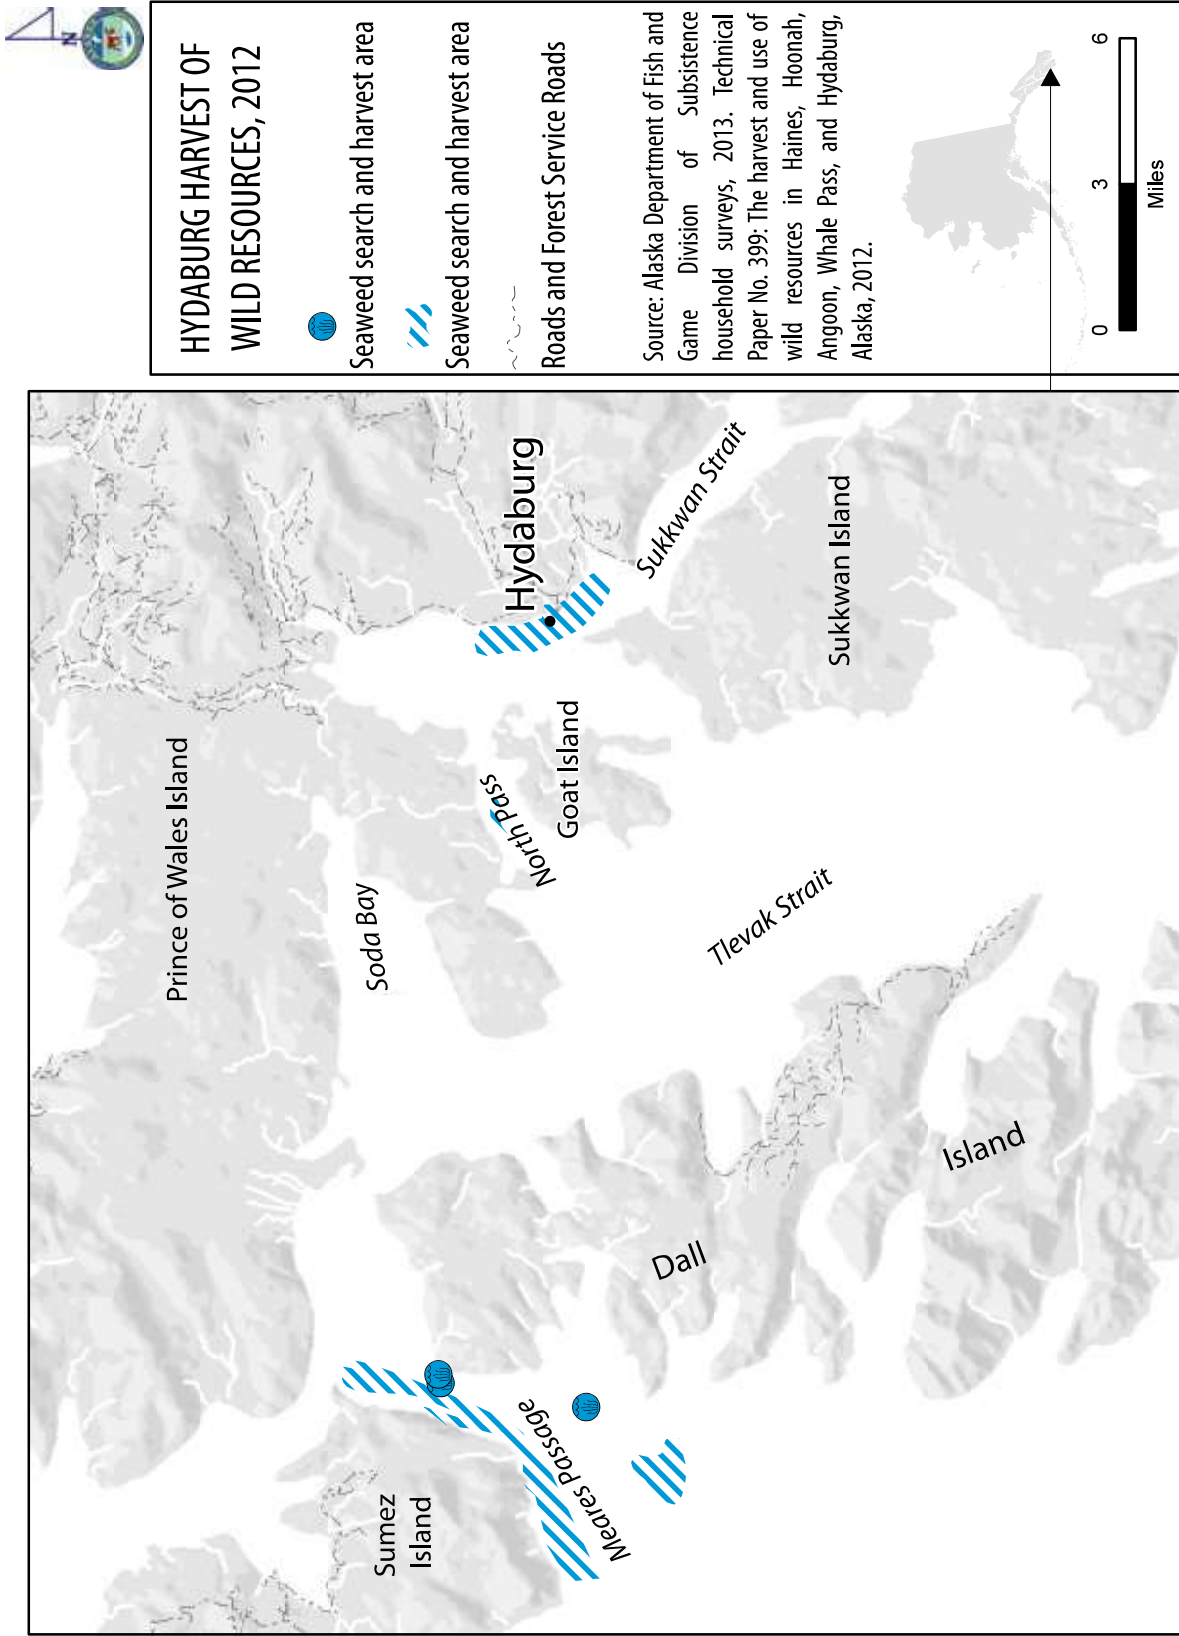 N
HYDABURG HARVEST OF
WILD RESOURCES, 2012
Seaweed search and harvest area
Seaweed search and harvest area
Roads and Forest Service Roads
Source: Alaska Department of Fish and
Game Division of Subsistence
household surveys, 2013. Technical
Paper No. 399: The harvest and use of
wild resources in Haines, Hoonah,
Angoon, Whale Pass, and Hydaburg,
Alaska, 2012.
0 3 6
Miles
Prince of Wales Island
Soda Bay
Sumez
Island
North Pass
Hydaburg
Goat Island
Meares Passage
Sukkwan Strait
Dall
Tlevak Strait
Sukkwan Island
Island